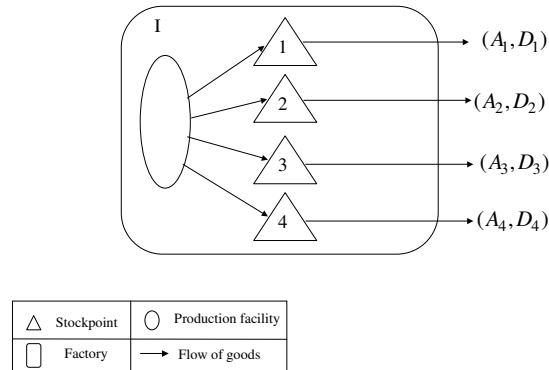 I
1
(A₁,D₁)
2
(A₂,D₂)
3
(A₃,D₃)
4
(A₄,D₄)
Stockpoint
Production facility
Factory
Flow of goods